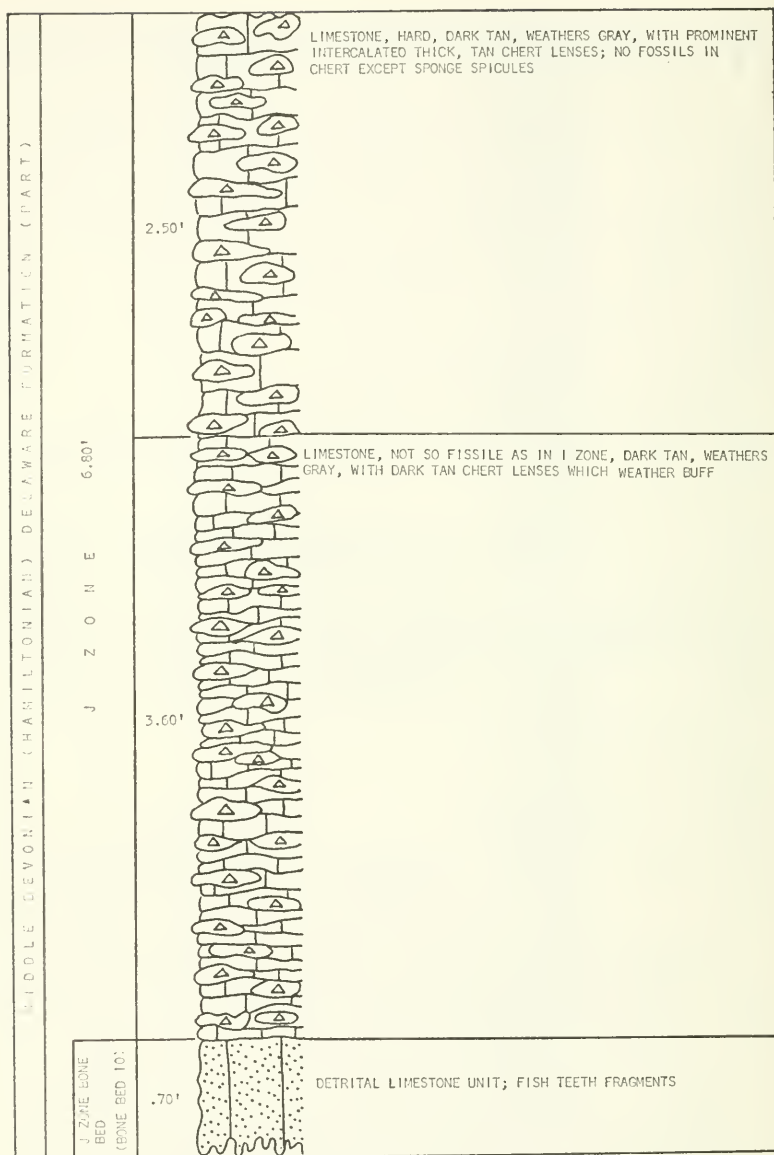 LIMESTONE, HARD, DARK TAN, WEATHERS GRAY, WITH PROMINENT
INTERCALATED THICK, TAN CHERT LENSES; NO FOSSILS IN
CHERT EXCEPT SPONGE SPICULES
2.50'
MIDDLE DEVONIAN (HAMILTONIAN) DELAWARE FORMATION (PART)
J ZONE 6.80'
LIMESTONE, NOT SO FISSILE AS IN I ZONE, DARK TAN, WEATHERS
GRAY, WITH DARK TAN CHERT LENSES WHICH WEATHER BUFF
3.60'
J ZONE BONE
BED
(BONE BED 10)
.70'
DETRITAL LIMESTONE UNIT; FISH TEETH FRAGMENTS